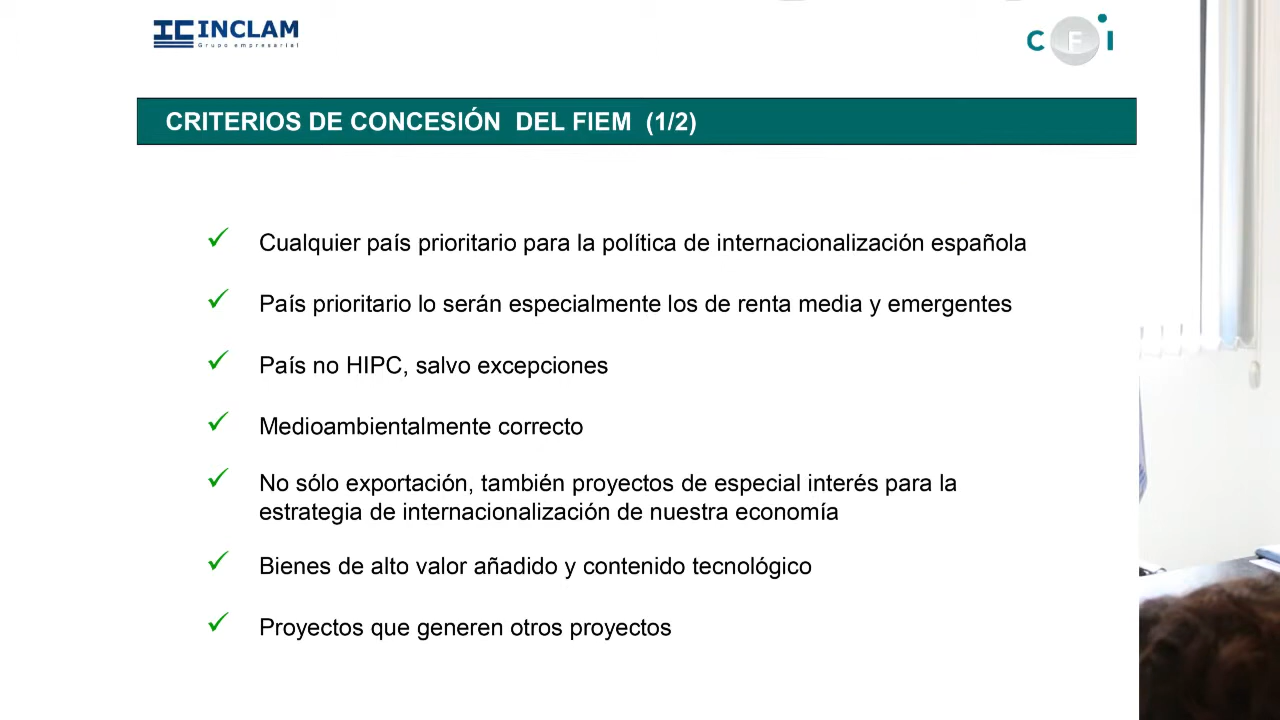 INCLAM
Grupo empresarial
CFI
CRITERIOS DE CONCESIÓN DEL FIEM (1/2)
Cualquier país prioritario para la política de internacionalización española
País prioritario lo serán especialmente los de renta media y emergentes
País no HIPC, salvo excepciones
Medioambientalmente correcto
No sólo exportación, también proyectos de especial interés para la
estrategia de internacionalización de nuestra economía
Bienes de alto valor añadido y contenido tecnológico
Proyectos que generen otros proyectos